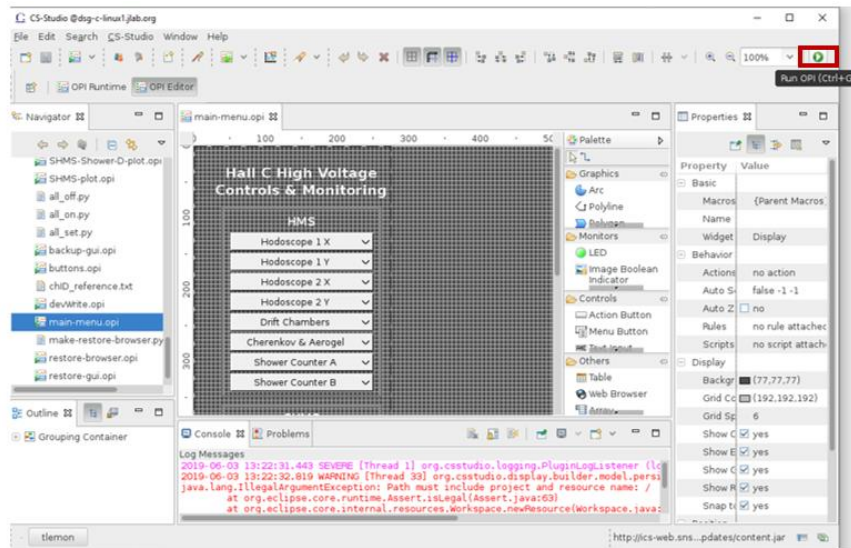 CS-Studio @dsg-c-linux1.jlab.org
File Edit Search CS-Studio Window Help
100%
Run OPI (Ctrl+G
OPI Runtime OPI Editor
Navigator
SHMS-Shower-D-plot.opi
SHMS-plot.opi
all_off.py
all_on.py
all_set.py
backup-gui.opi
buttons.opi
chID_reference.txt
devWrite.opi
main-menu.opi
make-restore-browser.py
restore-browser.opi
restore-gui.opi
Outline
Grouping Container
main-menu.opi
0 100 200 300 400 50
0
100
200
300
Hall C High Voltage
Controls & Monitoring
HMS
Hodoscope 1 X
Hodoscope 1 Y
Hodoscope 2 X
Hodoscope 2 Y
Drift Chambers
Cherenkov & Aerogel
Shower Counter A
Shower Counter B
Palette
Graphics
Arc
Polyline
Polygon
Monitors
LED
Image Boolean
Indicator
Controls
Action Button
Menu Button
Text Input
Others
Table
Web Browser
Array
Properties
Property Value
Basic
Macros {Parent Macros
Name
Widget Display
Behavior
Actions no action
Auto S false -1 -1
Auto Z no
Rules no rule attached
Scripts no script attach
Display
Backgr (77,77,77)
Grid Co (192,192,192)
Grid Sp 6
Show C yes
Show E yes
Show G yes
Show R yes
Snap to yes
Position
Console Problems
Log Messages
2019-06-03 13:22:31.443 SEVERE [Thread 1] org.csstudio.logging.PluginLogListener (lo
2019-06-03 13:22:32.819 WARNING [Thread 33] org.csstudio.display.builder.model.persi
java.lang.IllegalArgumentException: Path must include project and resource name: /
at org.eclipse.core.runtime.Assert.isLegal(Assert.java:63)
at org.eclipse.core.internal.resources.Workspace.newResource(Workspace.java:
tlemon
http://ics-web.sns...pdates/content.jar